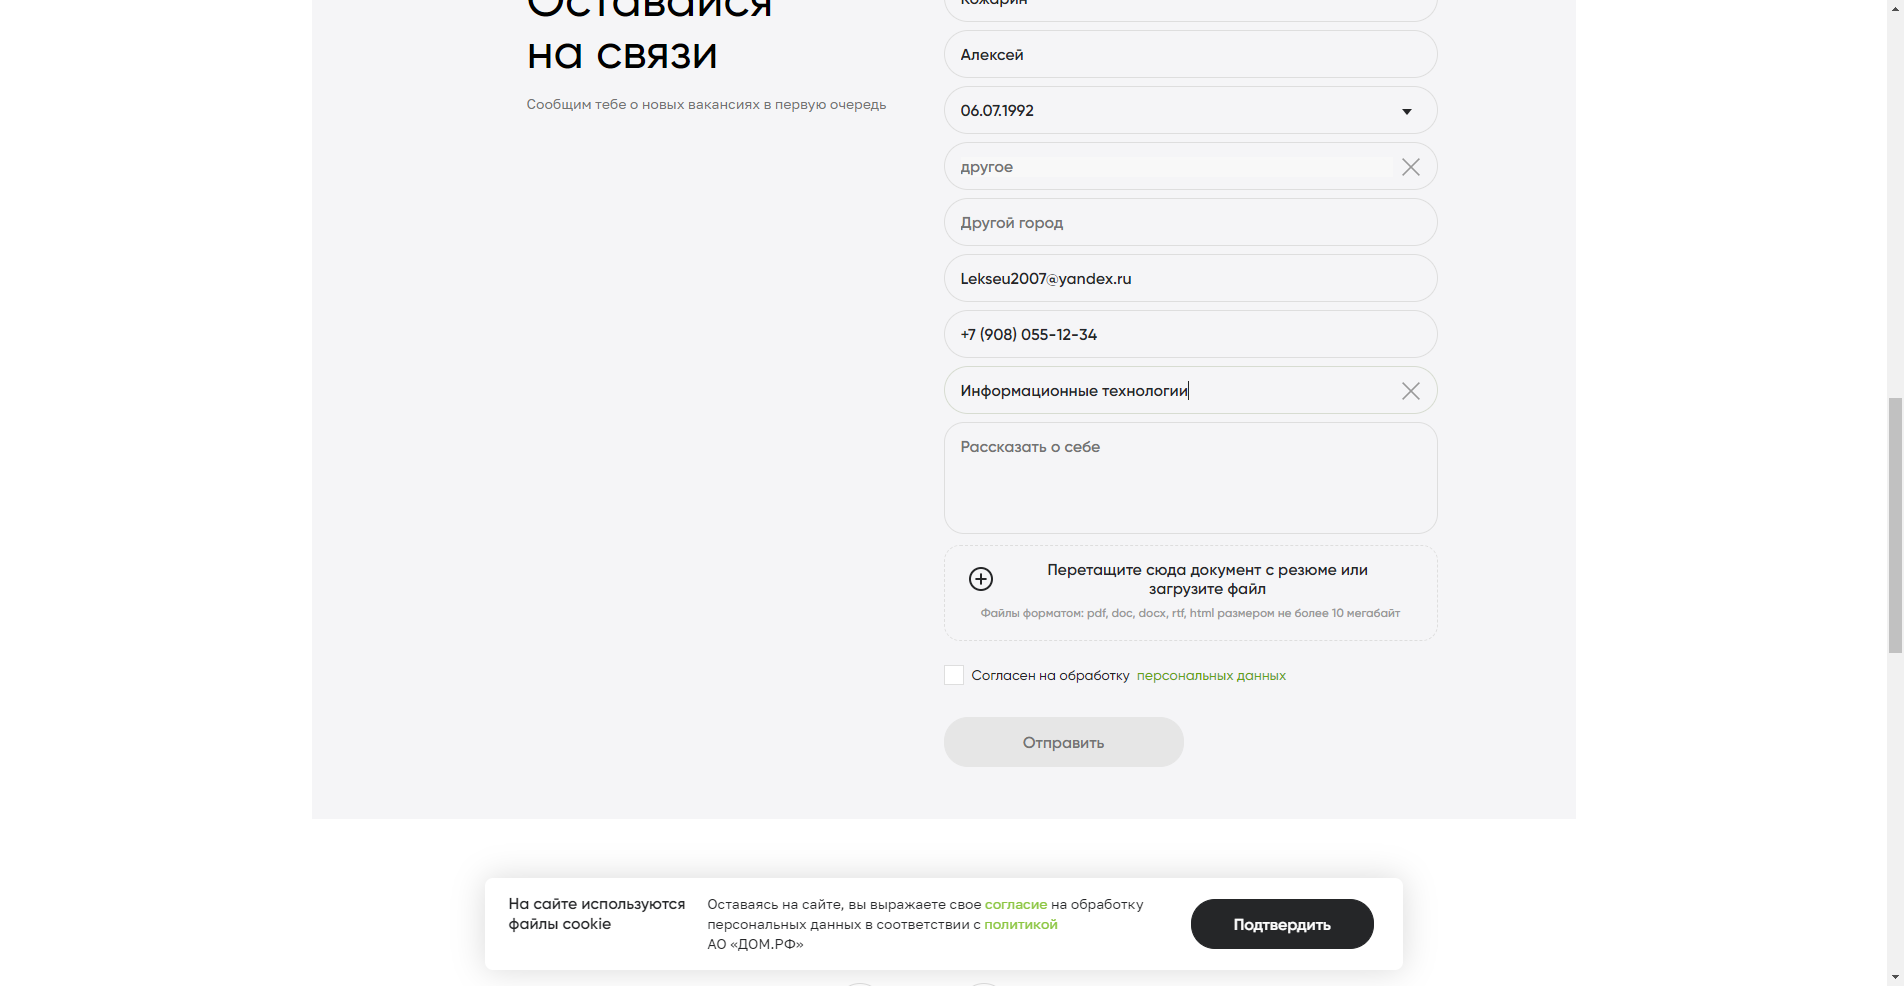 Оставайся
на связи
Сообщим тебе о новых вакансиях в первую очередь
Кожарин
Алексей
06.07.1992
другое
Другой город
Lekseu2007@yandex.ru
+7 (908) 055-12-34
Информационные технологии
Рассказать о себе
Перетащите сюда документ с резюме или
загрузите файл
Файлы форматом: pdf, doc, docx, rtf, html размером не более 10 мегабайт
Согласен на обработку персональных данных
Отправить
На сайте используются
файлы cookie
Оставаясь на сайте, вы выражаете свое согласие на обработку
персональных данных в соответствии с политикой
АО «ДОМ.РФ»
Подтвердить